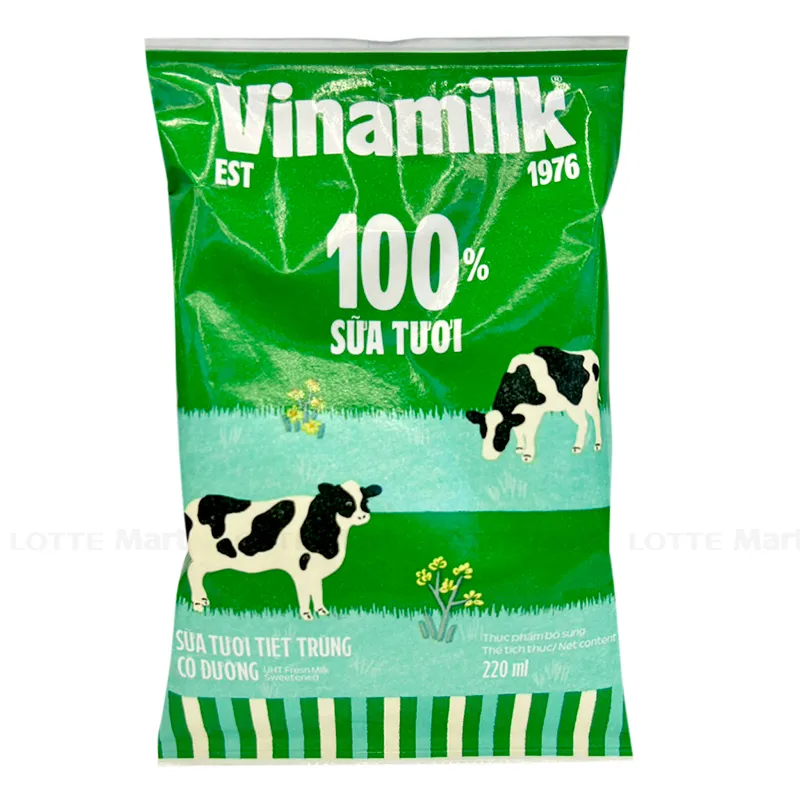 Vinamilk®
EST 1976
100%
SỮA TƯƠI
SỮA TƯƠI TIỆT TRÙNG
CÓ ĐƯỜNG UHT Fresh Milk
Sweetened
Thực phẩm bổ sung
Thể tích thực/Net content
220 ml
LOTTE Mart
LOTTE Mart